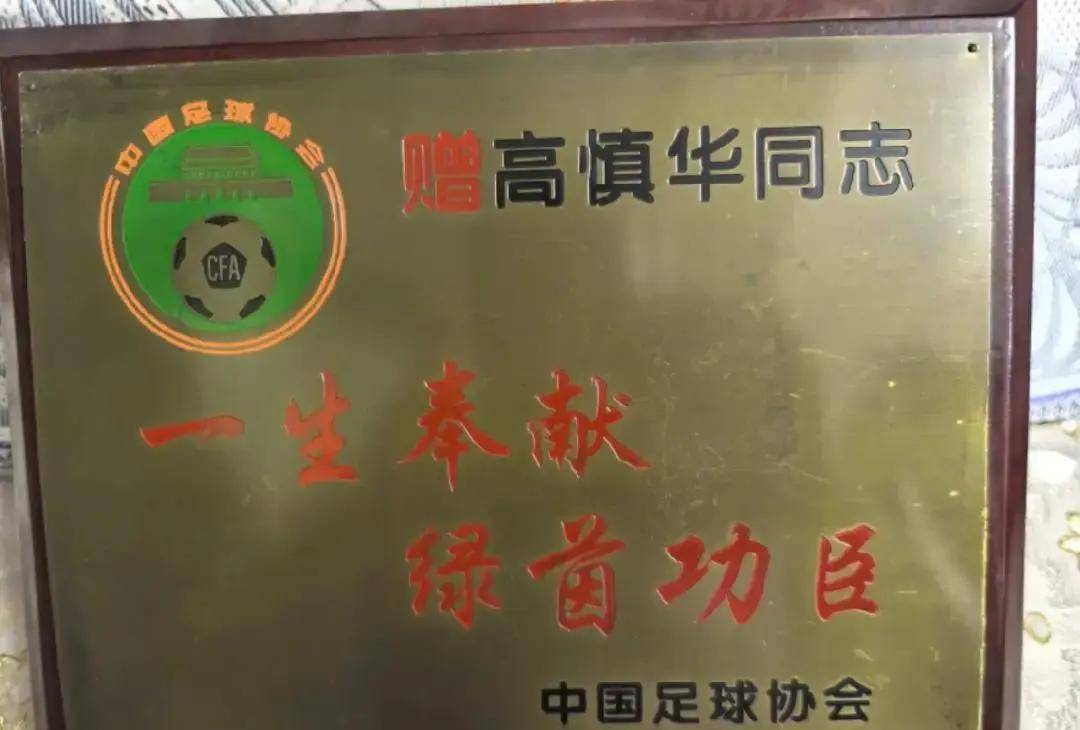 中国足球协会
CFA
赠高慎华同志
一生奉献
绿茵功臣
中国足球协会